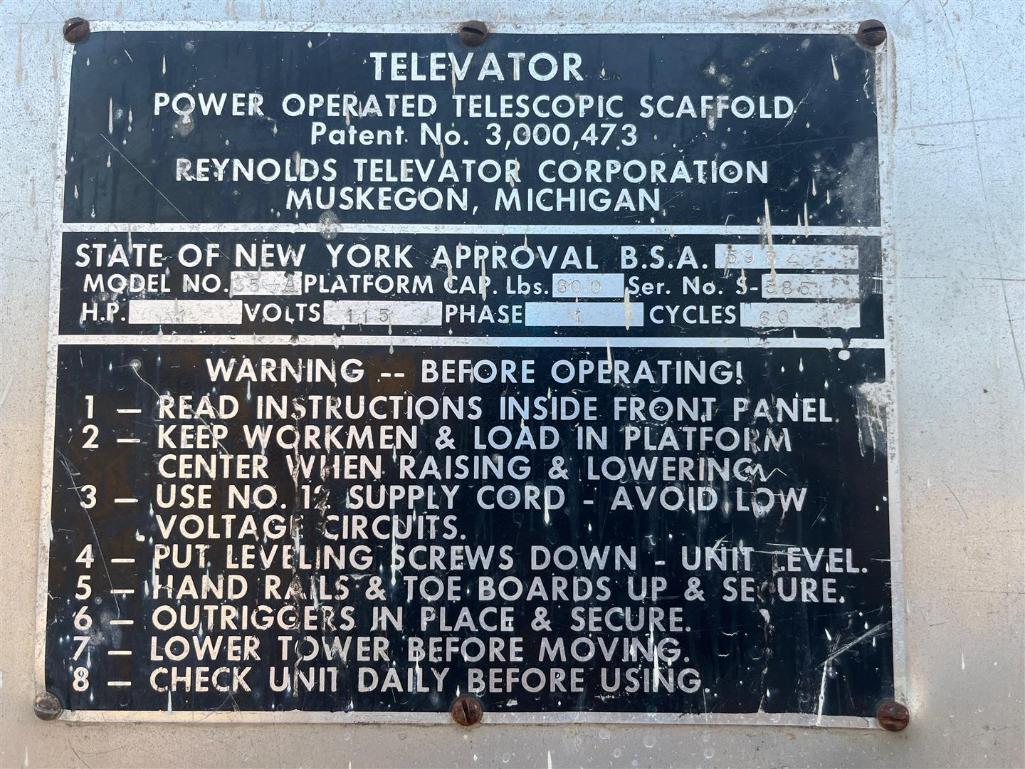 TELEVATOR
POWER OPERATED TELESCOPIC SCAFFOLD
Patent No. 3,000,473
REYNOLDS TELEVATOR CORPORATION
MUSKEGON, MICHIGAN
STATE OF NEW YORK APPROVAL B.S.A.
MODEL NO. 35-A PLATFORM CAP. Lbs. 600 Ser. No. S-
H.P. 1 VOLTS 115 PHASE 1 CYCLES 60
WARNING -- BEFORE OPERATING!
1 — READ INSTRUCTIONS INSIDE FRONT PANEL.
2 — KEEP WORKMEN & LOAD IN PLATFORM
CENTER WHEN RAISING & LOWERING
3 — USE NO. 12 SUPPLY CORD - AVOID LOW
VOLTAGE CIRCUITS.
4 — PUT LEVELING SCREWS DOWN - UNIT LEVEL.
5 — HAND RAILS & TOE BOARDS UP & SECURE.
6 — OUTRIGGERS IN PLACE & SECURE.
7 — LOWER TOWER BEFORE MOVING.
8 — CHECK UNIT DAILY BEFORE USING.